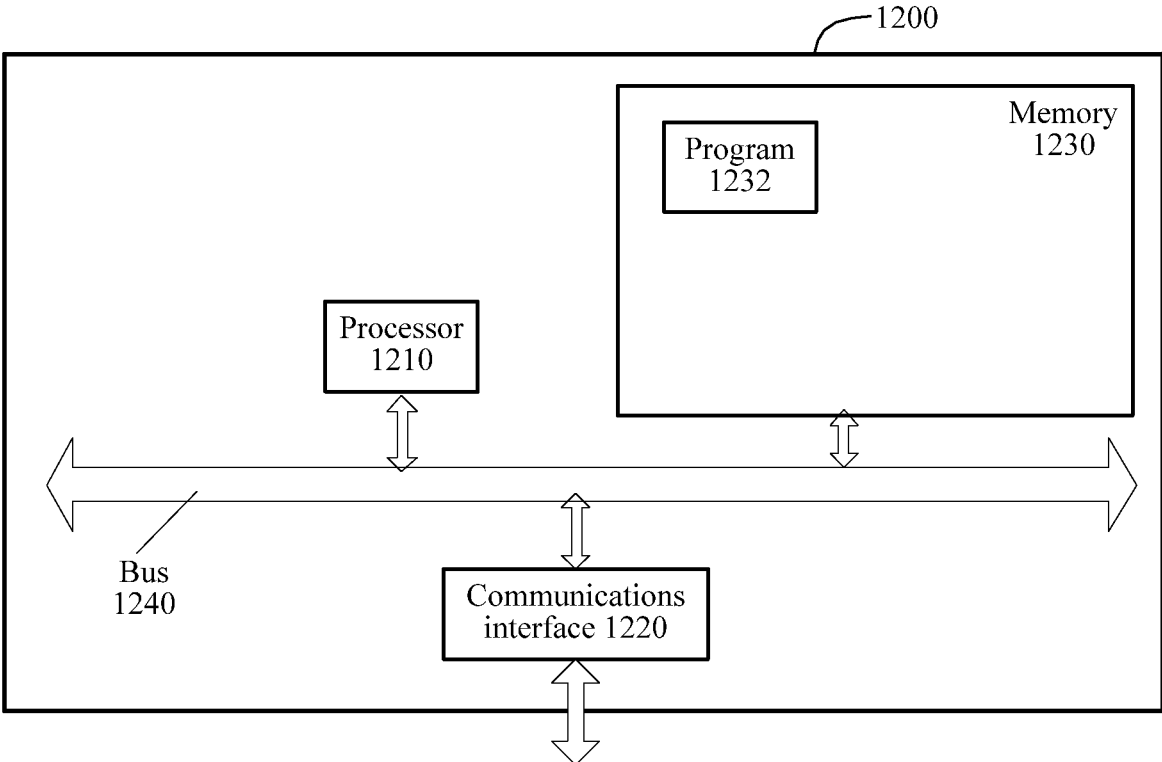 1200
Memory
1230
Program
1232
Processor
1210
Bus
1240
Communications
interface 1220